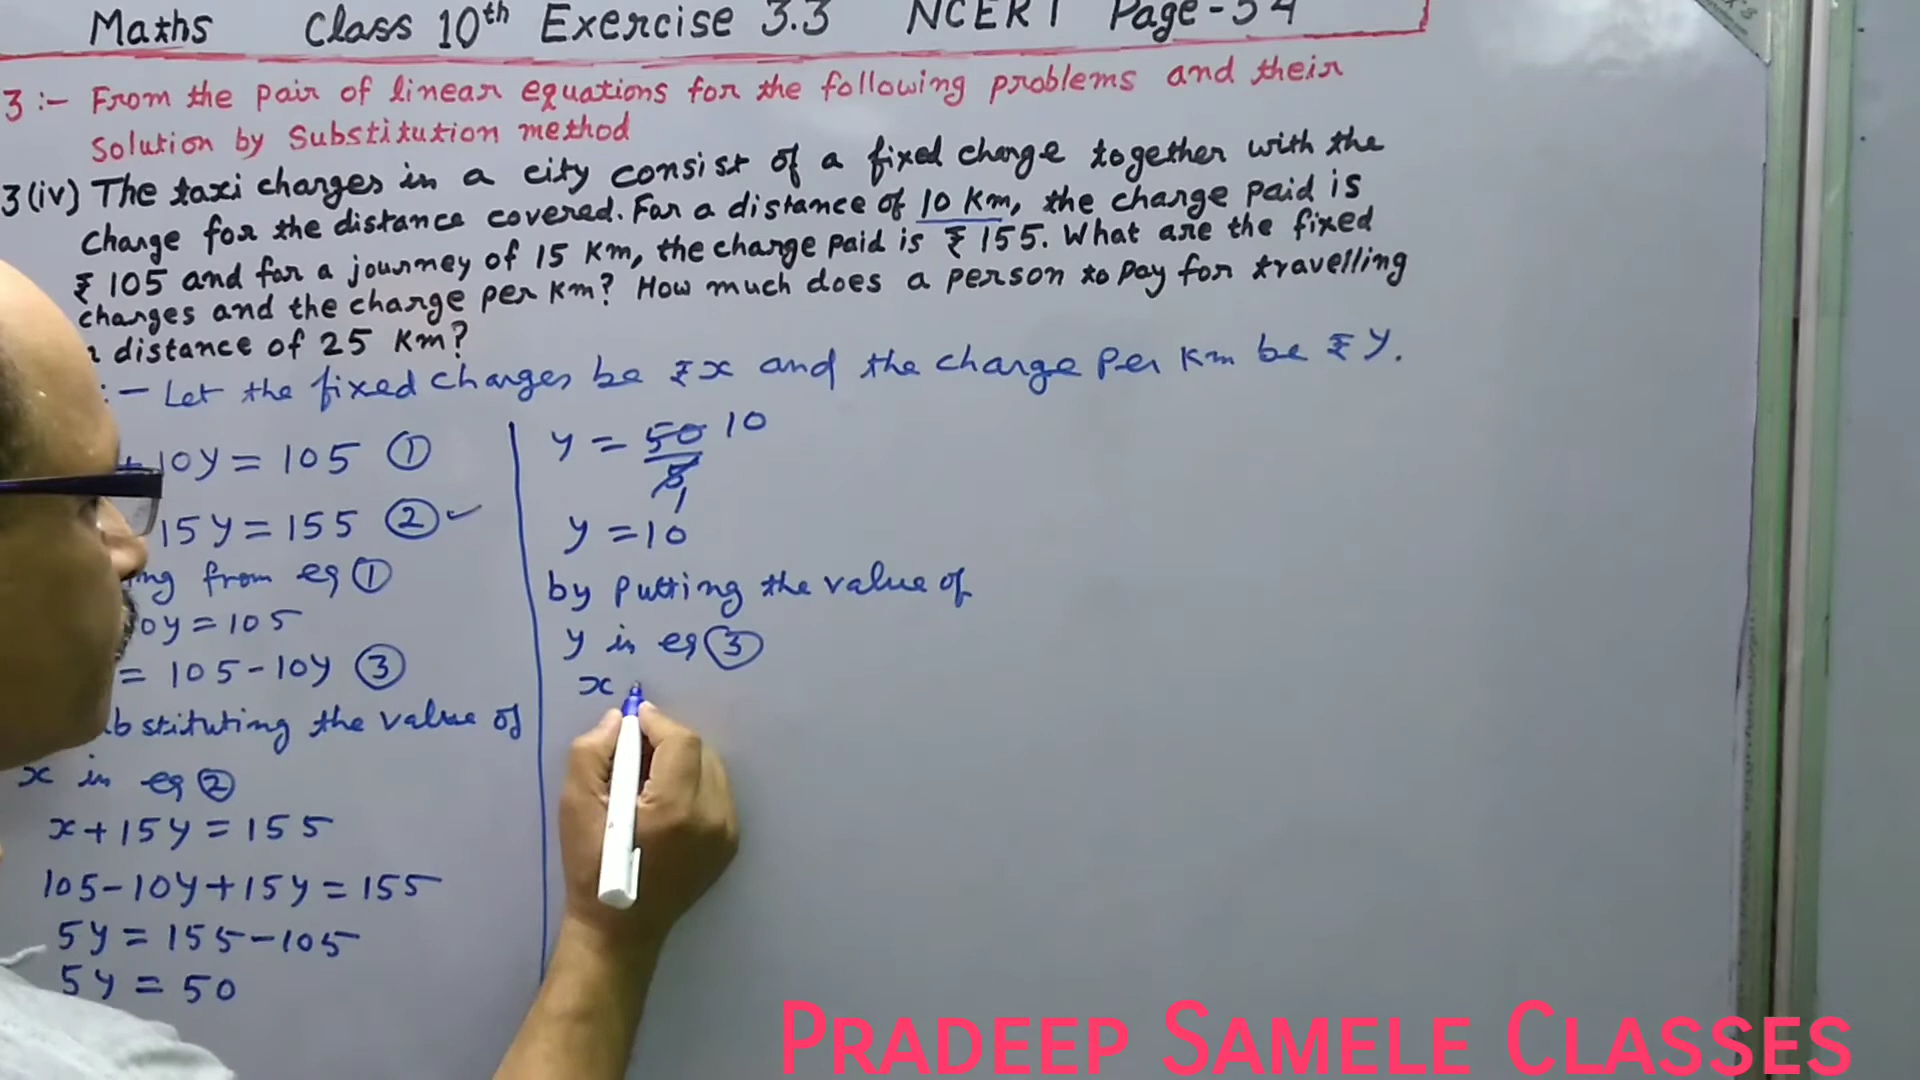 Maths Class 10th Exercise 3.3 NCERT Page-54
3 :- From the pair of linear equations for the following problems and their
Solution by Substitution method
3(iv) The taxi charges in a city consist of a fixed charge together with the
charge for the distance covered. For a distance of 10 Km, the charge paid is
₹ 105 and for a journey of 15 Km, the charge paid is ₹ 155. What are the fixed
charges and the charge per Km? How much does a person to pay for travelling
distance of 25 Km?
:- Let the fixed charges be ₹ x and the charge per Km be ₹ y.
+10y = 105 ①
15y = 155 ② ✓
from eq ①
0y = 105
= 105-10y ③
bstituting the value of
x in eq ②
x+15y = 155
105-10y+15y = 155
5y = 155-105
5y = 50
y = 50/5 10
1
y = 10
by putting the value of
y in eq ③
x
PRADEEP SAMELE CLASSES